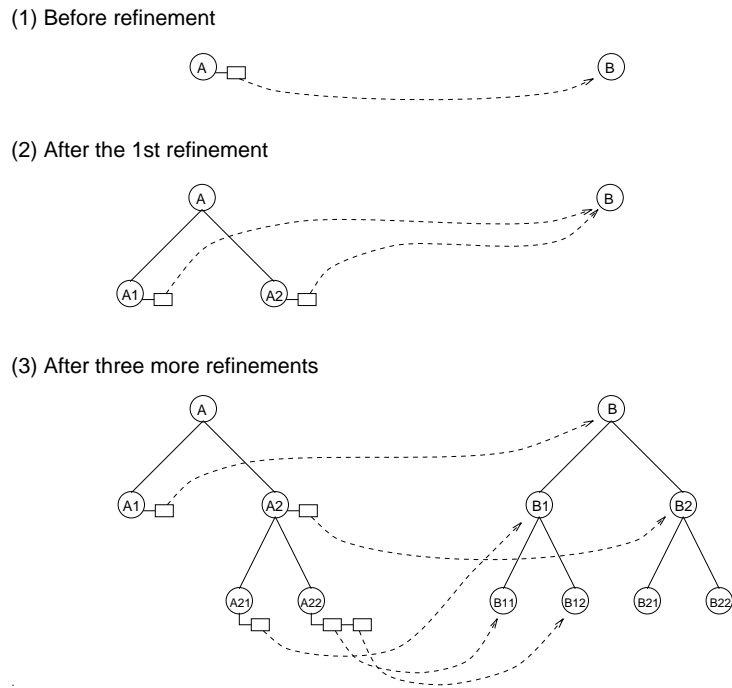 (1) Before refinement
A B
(2) After the 1st refinement
A B
A1 A2
(3) After three more refinements
A B
A1 A2 B1 B2
A21 A22 B11 B12 B21 B22